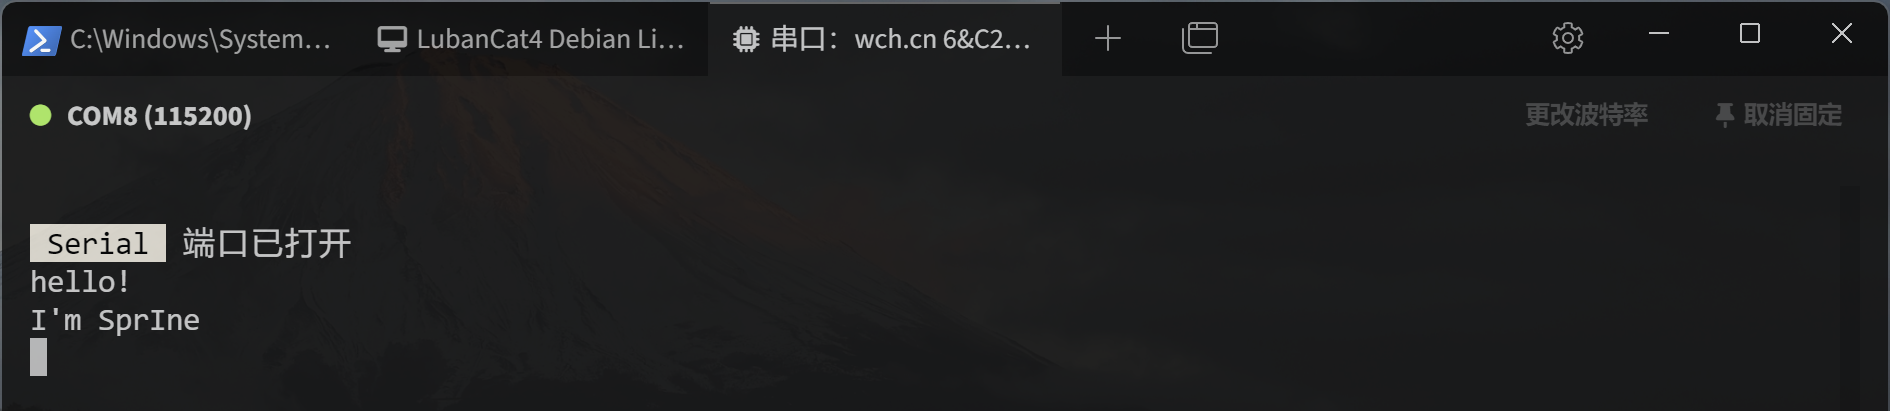 C:\Windows\System... LubanCat4 Debian Li... 串口：wch.cn 6&C2...
COM8 (115200) 更改波特率 取消固定
Serial 端口已打开
hello!
I'm SprIne